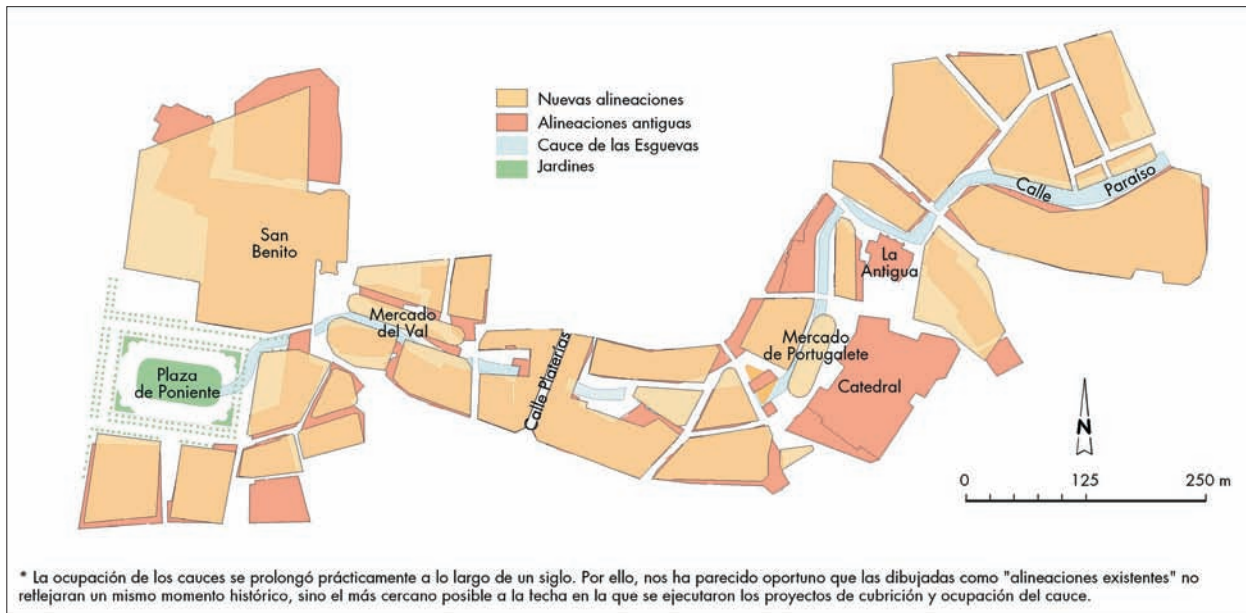 Nuevas alineaciones
Alineaciones antiguas
Cauce de las Esguevas
Jardines
San
Benito
Mercado
del Val
Plaza
de Poniente
Calle Platerías
Mercado
de Portugalete
Catedral
La
Antigua
Calle
Paraíso
N
0
125
250 m
* La ocupación de los cauces se prolongó prácticamente a lo largo de un siglo. Por ello, nos ha parecido oportuno que las dibujadas como "alineaciones existentes" no
reflejaran un mismo momento histórico, sino el más cercano posible a la techa en la que se ejecutaron los proyectos de cubrición y ocupación del cauce.